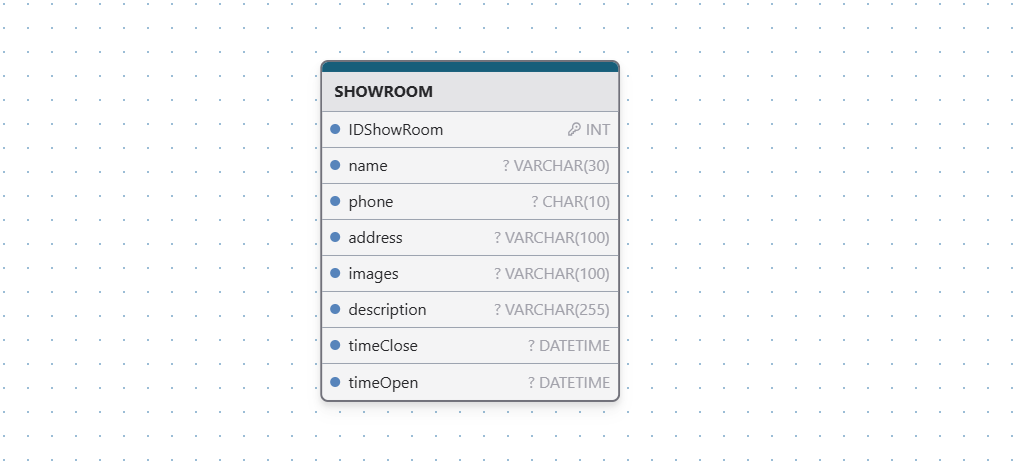 SHOWROOM
IDShowRoom INT
name ? VARCHAR(30)
phone ? CHAR(10)
address ? VARCHAR(100)
images ? VARCHAR(100)
description ? VARCHAR(255)
timeClose ? DATETIME
timeOpen ? DATETIME